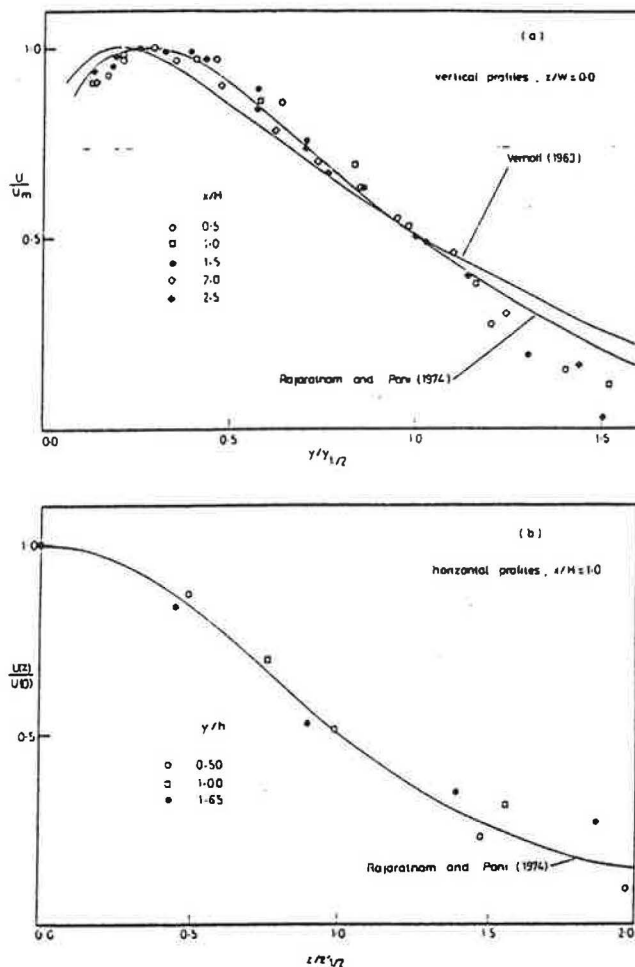 (a)
1·0
vertical profiles , z/W=0·0
Vernoti (1963)
U
Um
x/H
0·5
1·0
1·5
2·0
2·5
0·5
Rajaratnam and Pani (1974)
0·0
0·5
1·0
1·5
y/y1/2
(b)
1·0
horizontal profiles , x/H=1·0
U(z)
U(0)
y/h
0·5
0·50
1·00
1·65
Rajaratnam and Pani (1974)
0·0
0·5
1·0
1·5
2·0
z/z1/2